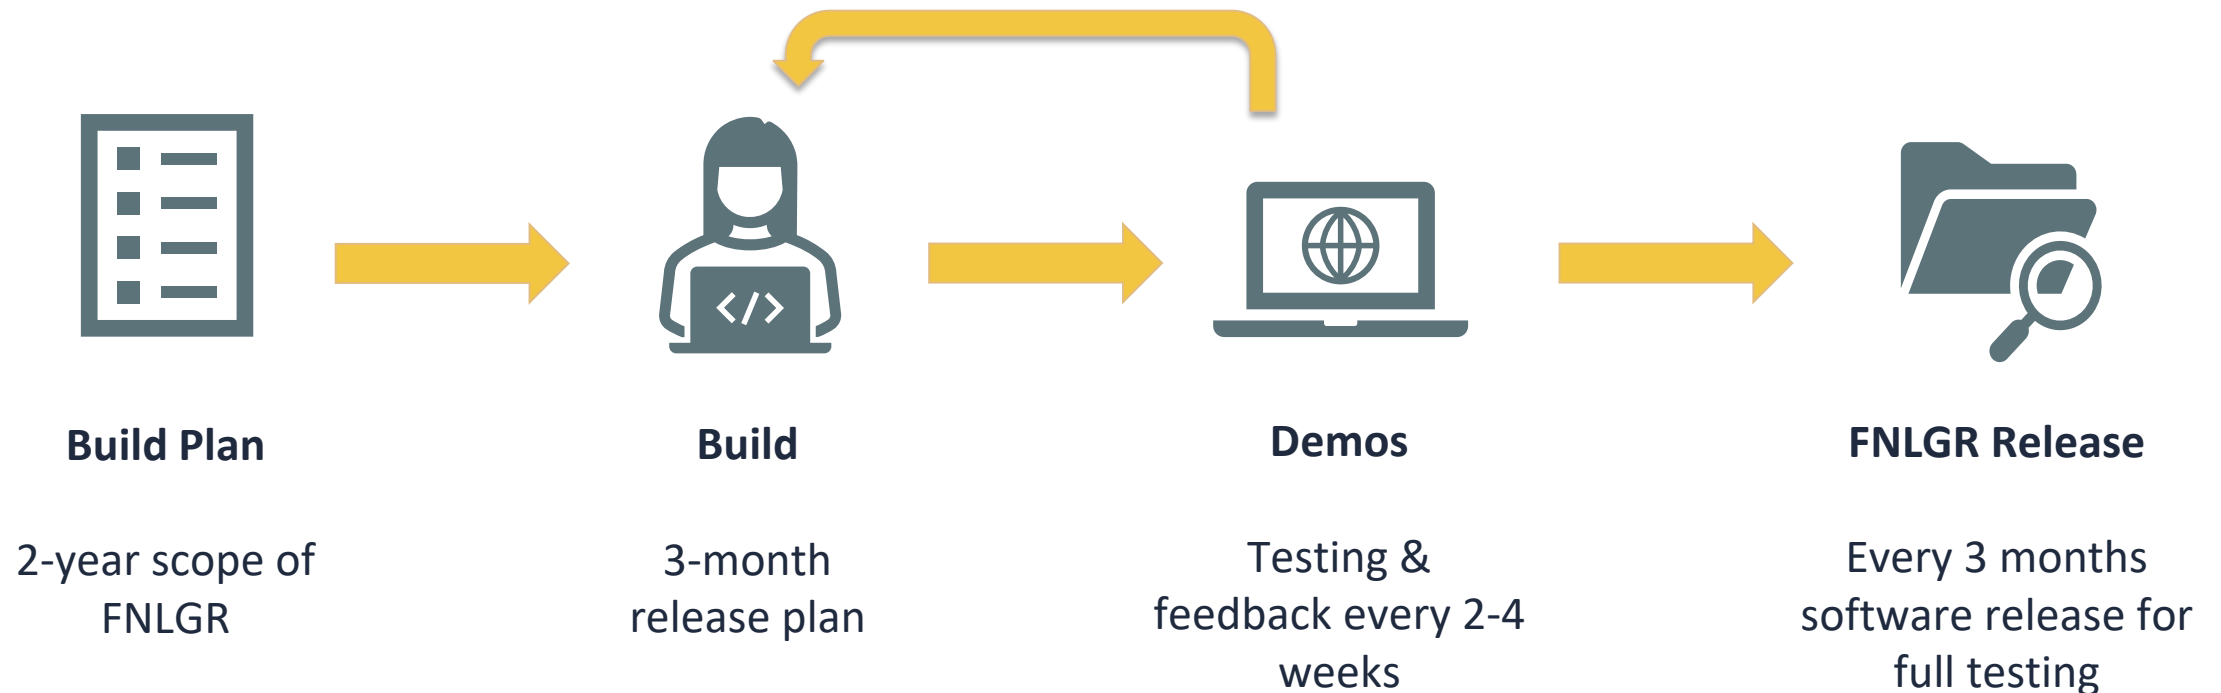 Build Plan
2-year scope of
FNLGR
Build
3-month
release plan
Demos
Testing &
feedback every 2-4
weeks
FNLGR Release
Every 3 months
software release for
full testing